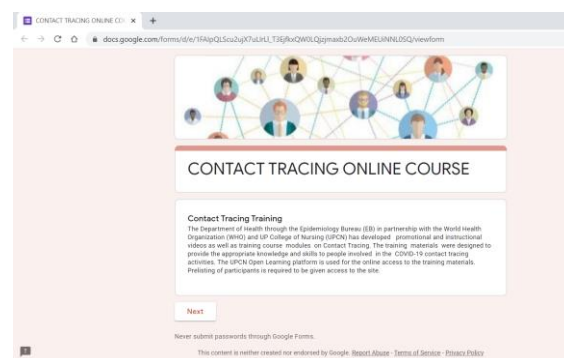 CONTACT TRACING ONLINE CO
docs.google.com/forms/d/e/
CONTACT TRACING ONLINE COURSE
Contact Tracing Training
The Department of Health through the Epidemiology Bureau (EB) in partnership with the World Health
Organization (WHO) and UP College of Nursing (UPCN) has developed promotional and instructional
videos as well as training course modules on Contact Tracing. The training materials were designed to
provide the appropriate knowledge and skills to people involved in the COVID-19 contact tracing
activities. The UPCN Open Learning platform is used for the online access to the training materials.
Prelisting of participants is required to be given access to the site.
Next
Never submit passwords through Google Forms.
This content is neither created nor endorsed by Google. Report Abuse - Terms of Service - Privacy Policy